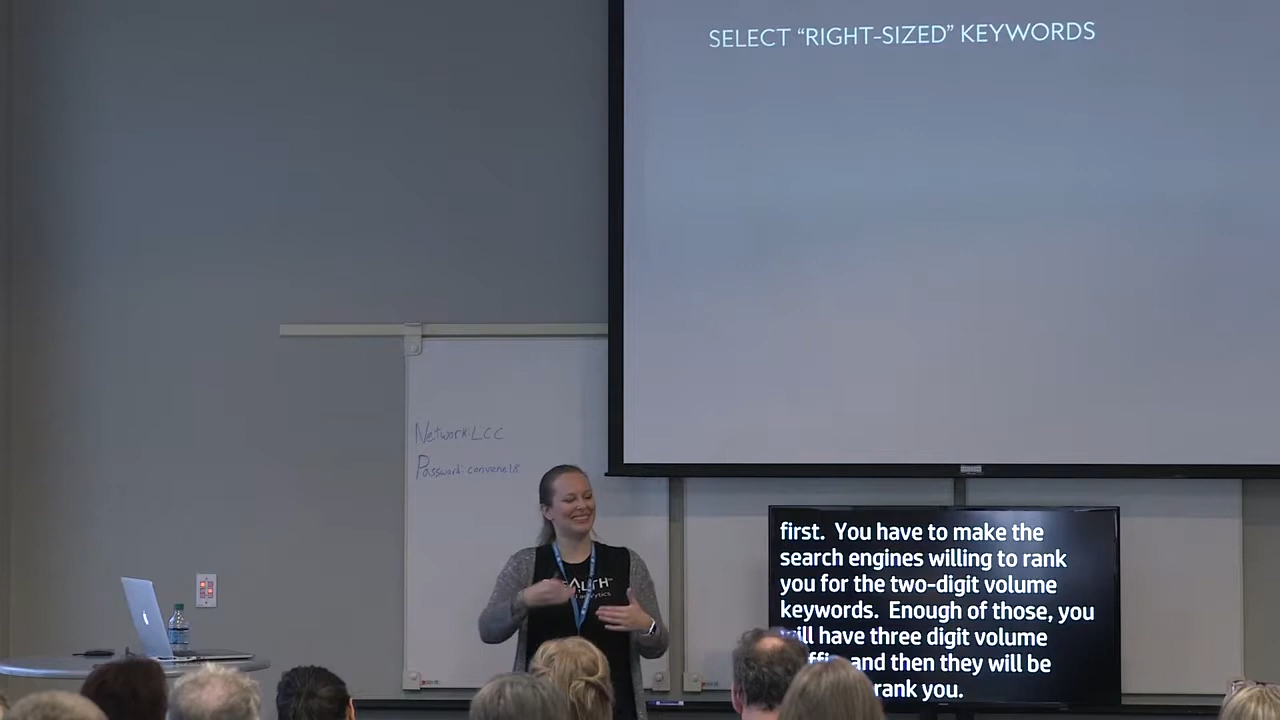 SELECT “RIGHT-SIZED” KEYWORDS
Network: LCC
Password: convene18
first. You have to make the
search engines willing to rank
you for the two-digit volume
keywords. Enough of those, you
will have three digit volume
and then they will be
rank you.